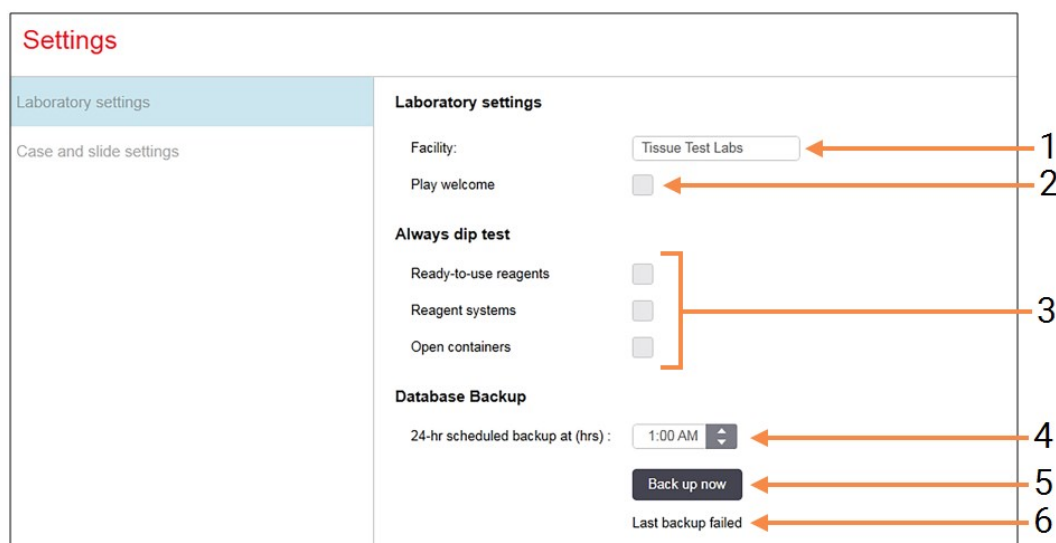 Settings
Laboratory settings
Case and slide settings
Laboratory settings
Facility: Tissue Test Labs 1
Play welcome 2
Always dip test
Ready-to-use reagents
Reagent systems 3
Open containers
Database Backup
24-hr scheduled backup at (hrs) : 1:00 AM 4
Back up now 5
Last backup failed 6